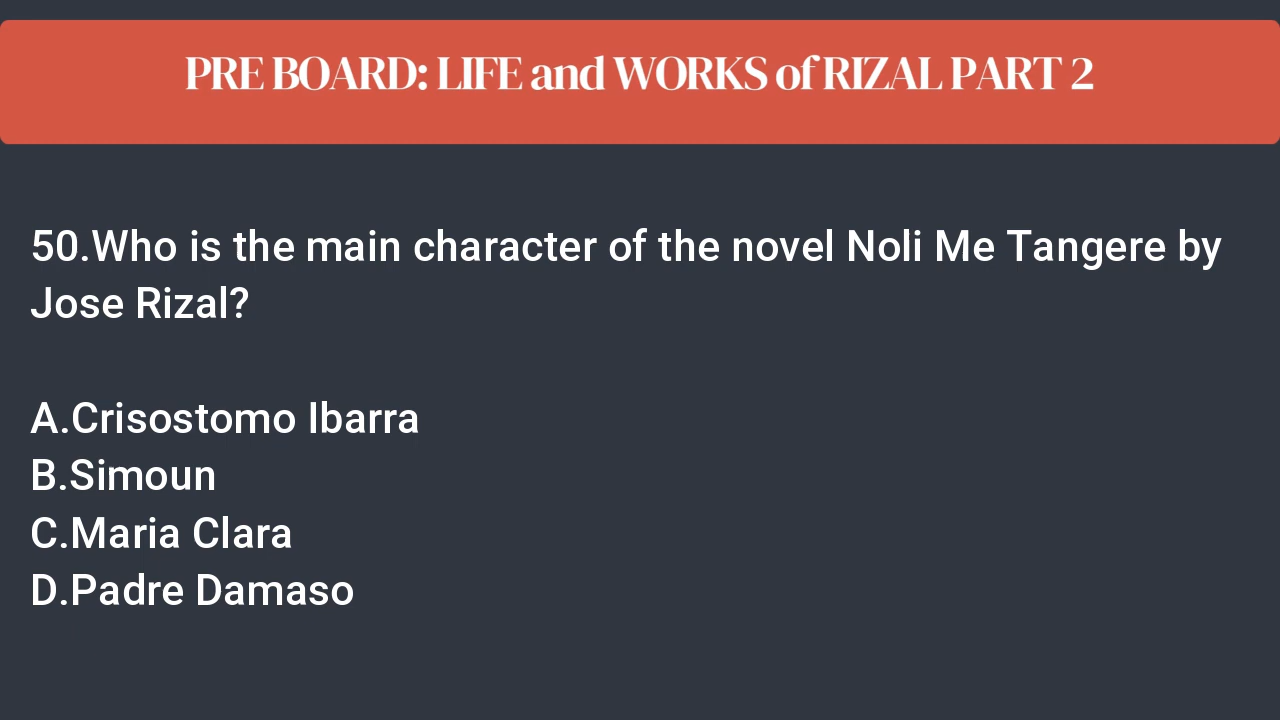 PRE BOARD: LIFE and WORKS of RIZAL PART 2
50.Who is the main character of the novel Noli Me Tangere by
Jose Rizal?
A.Crisostomo Ibarra
B.Simoun
C.Maria Clara
D.Padre Damaso